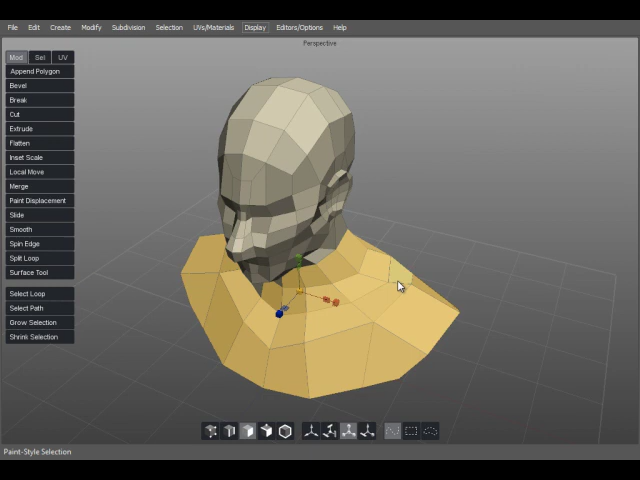 File Edit Create Modify Subdivision Selection UVs/Materials Display Editors/Options Help
Perspective
Mod Sel UV
Append Polygon
Bevel
Break
Cut
Extrude
Flatten
Inset Scale
Local Move
Merge
Paint Displacement
Slide
Smooth
Spin Edge
Split Loop
Surface Tool
Select Loop
Select Path
Grow Selection
Shrink Selection
Paint-Style Selection